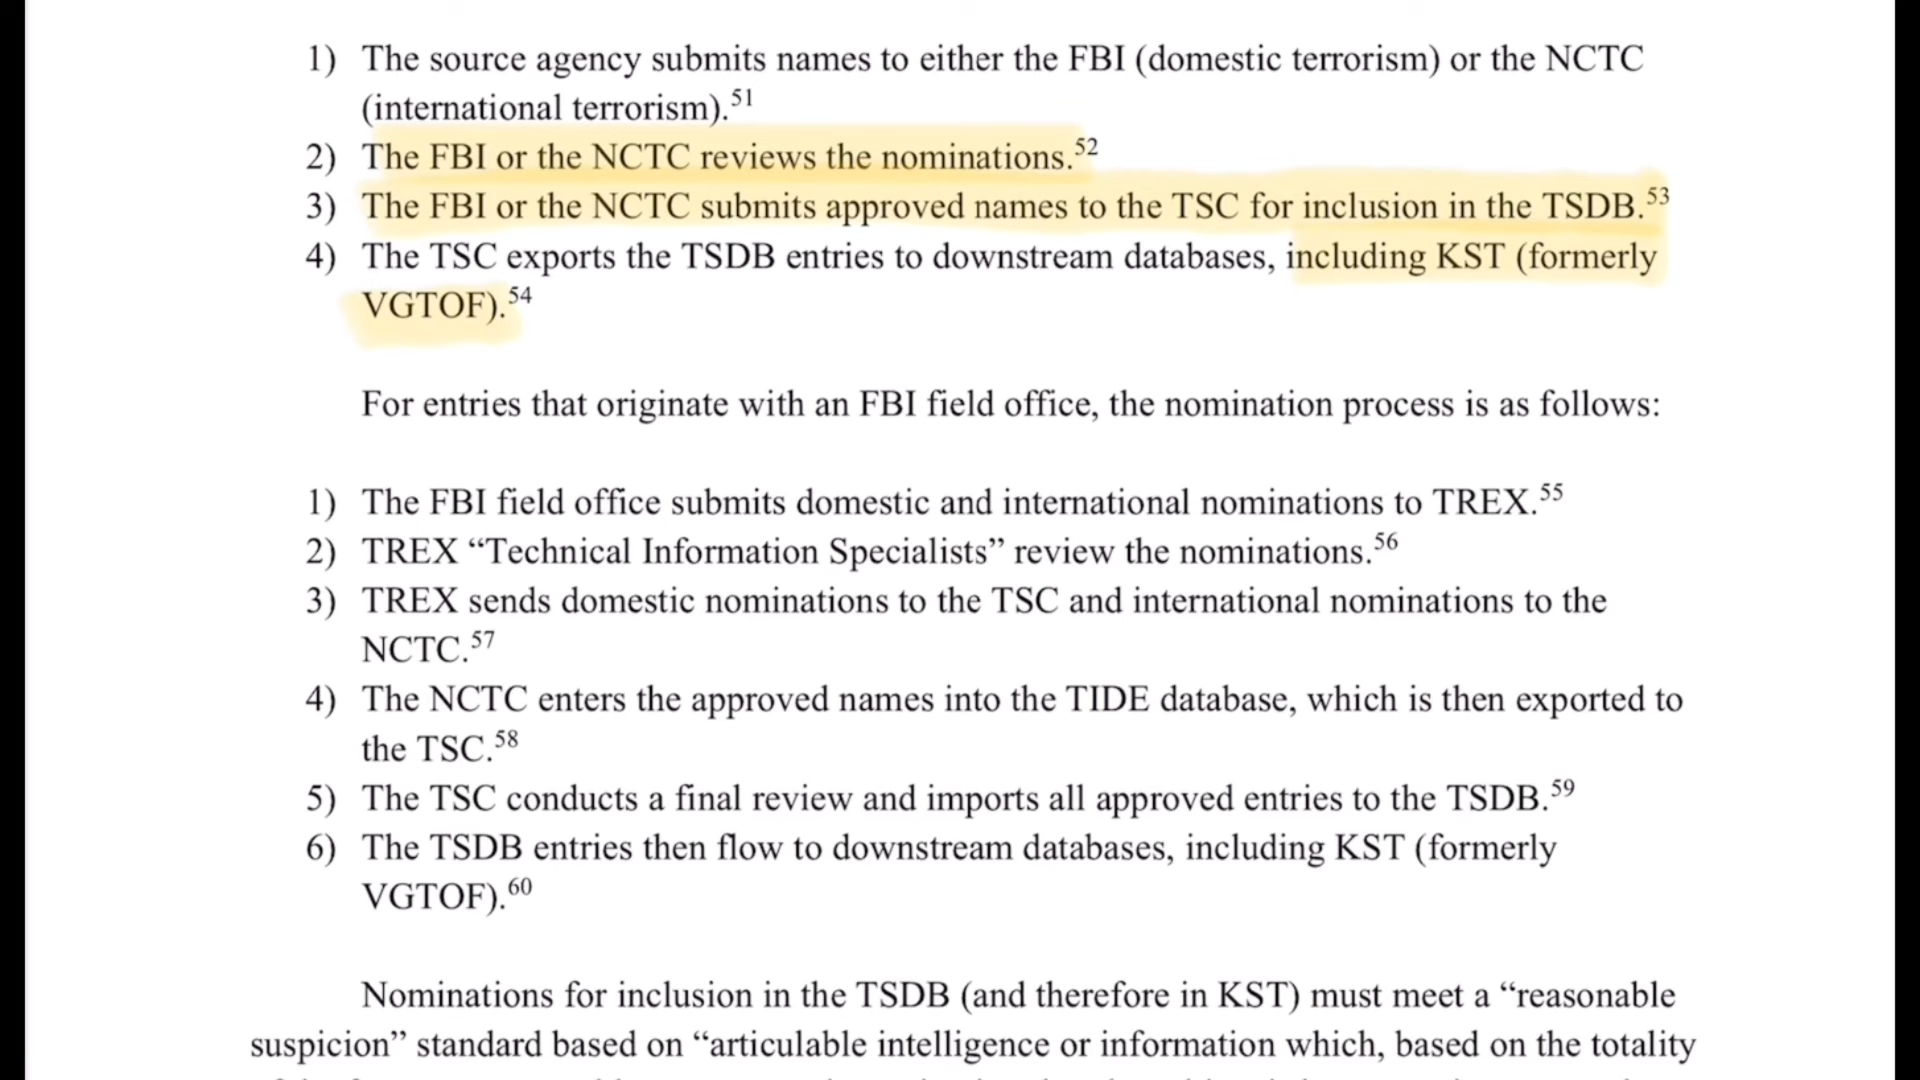 1) The source agency submits names to either the FBI (domestic terrorism) or the NCTC
(international terrorism).51
2) The FBI or the NCTC reviews the nominations.52
3) The FBI or the NCTC submits approved names to the TSC for inclusion in the TSDB.53
4) The TSC exports the TSDB entries to downstream databases, including KST (formerly
VGTOF).54
For entries that originate with an FBI field office, the nomination process is as follows:
1) The FBI field office submits domestic and international nominations to TREX.55
2) TREX “Technical Information Specialists” review the nominations.56
3) TREX sends domestic nominations to the TSC and international nominations to the
NCTC.57
4) The NCTC enters the approved names into the TIDE database, which is then exported to
the TSC.58
5) The TSC conducts a final review and imports all approved entries to the TSDB.59
6) The TSDB entries then flow to downstream databases, including KST (formerly
VGTOF).60
Nominations for inclusion in the TSDB (and therefore in KST) must meet a “reasonable
suspicion” standard based on “articulable intelligence or information which, based on the totality